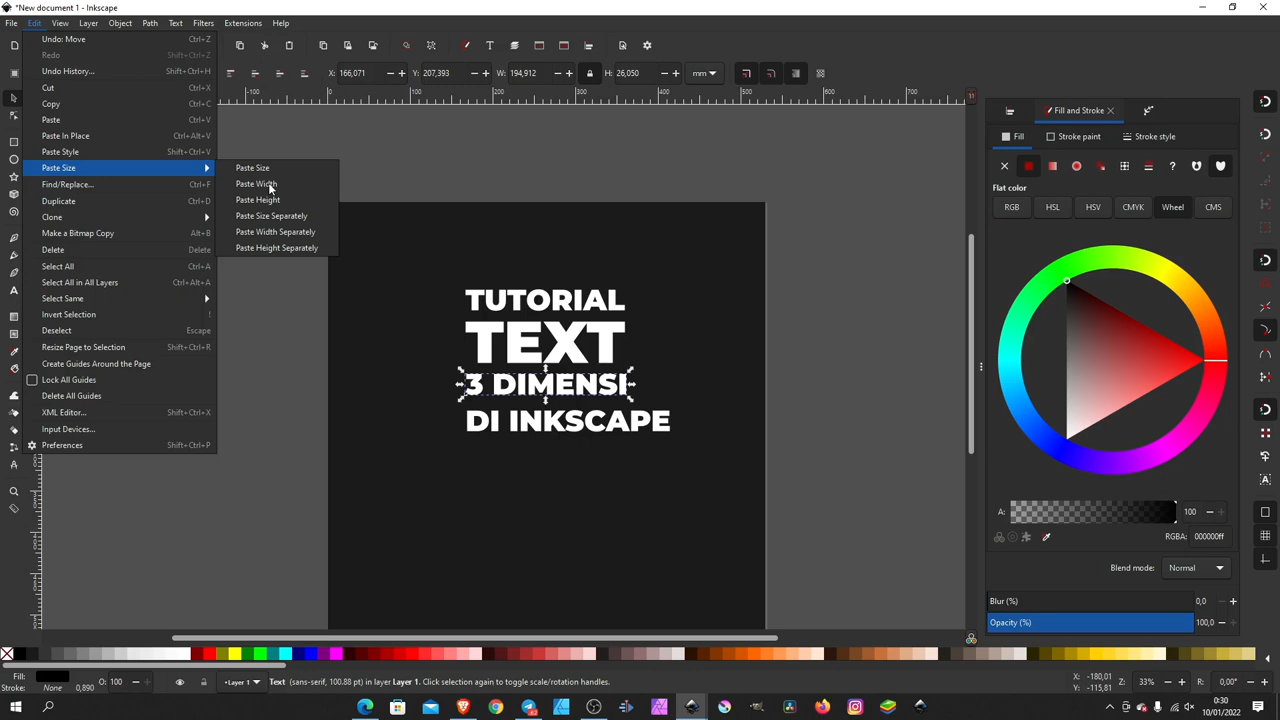 *New document 1 - Inkscape
File Edit View Layer Object Path Text Filters Extensions Help
X: 166,071 Y: 207,393 W: 194,912 H: 26,050 mm
Undo: Move Ctrl+Z
Redo Shift+Ctrl+Z
Undo History... Shift+Ctrl+H
Cut Ctrl+X
Copy Ctrl+C
Paste Ctrl+V
Paste In Place Ctrl+Alt+V
Paste Style Shift+Ctrl+V
Paste Size
Find/Replace... Ctrl+F
Duplicate Ctrl+D
Clone
Make a Bitmap Copy Alt+B
Delete Delete
Select All Ctrl+A
Select All in All Layers Ctrl+Alt+A
Select Same
Invert Selection !
Deselect Escape
Resize Page to Selection Shift+Ctrl+R
Create Guides Around the Page
Lock All Guides
Delete All Guides
XML Editor... Shift+Ctrl+X
Input Devices...
Preferences Shift+Ctrl+P
Paste Size
Paste Width
Paste Height
Paste Size Separately
Paste Width Separately
Paste Height Separately
-100 0 100 200 300 400 500 600 700
TUTORIAL
TEXT
3 DIMENSI
DI INKSCAPE
Fill and Stroke
Fill Stroke paint Stroke style
Flat color
RGB HSL HSV CMYK Wheel CMS
A: 100
RGBA: 000000ff
Blend mode: Normal
Blur (%) 0,0
Opacity (%) 100,0
Fill:
Stroke: None 0,890
O: 100
Layer 1
Text (sans-serif, 100.88 pt) in layer Layer 1. Click selection again to toggle scale/rotation handles.
X: -180,01
Y: -115,81
Z: 33% R: 0,00°
0:30
10/01/2022